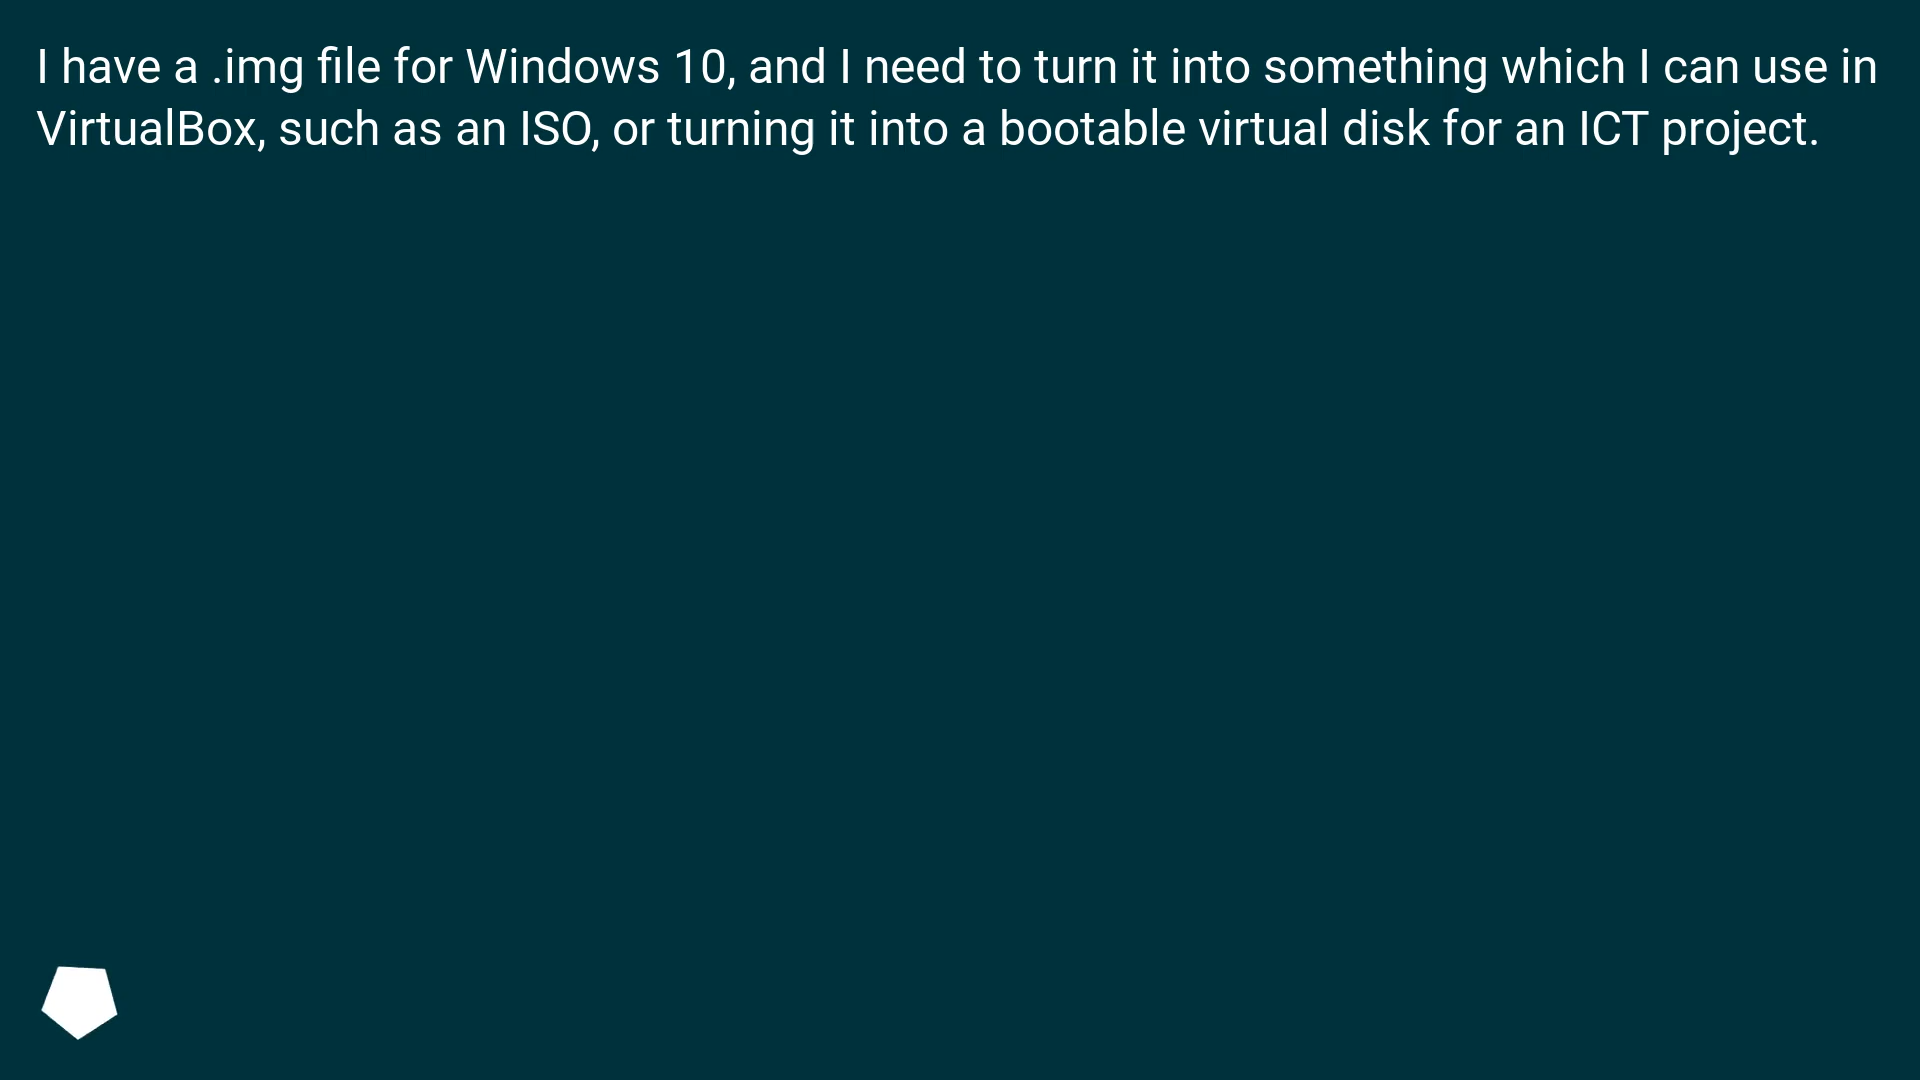 I have a .img file for Windows 10, and I need to turn it into something which I can use in
VirtualBox, such as an ISO, or turning it into a bootable virtual disk for an ICT project.